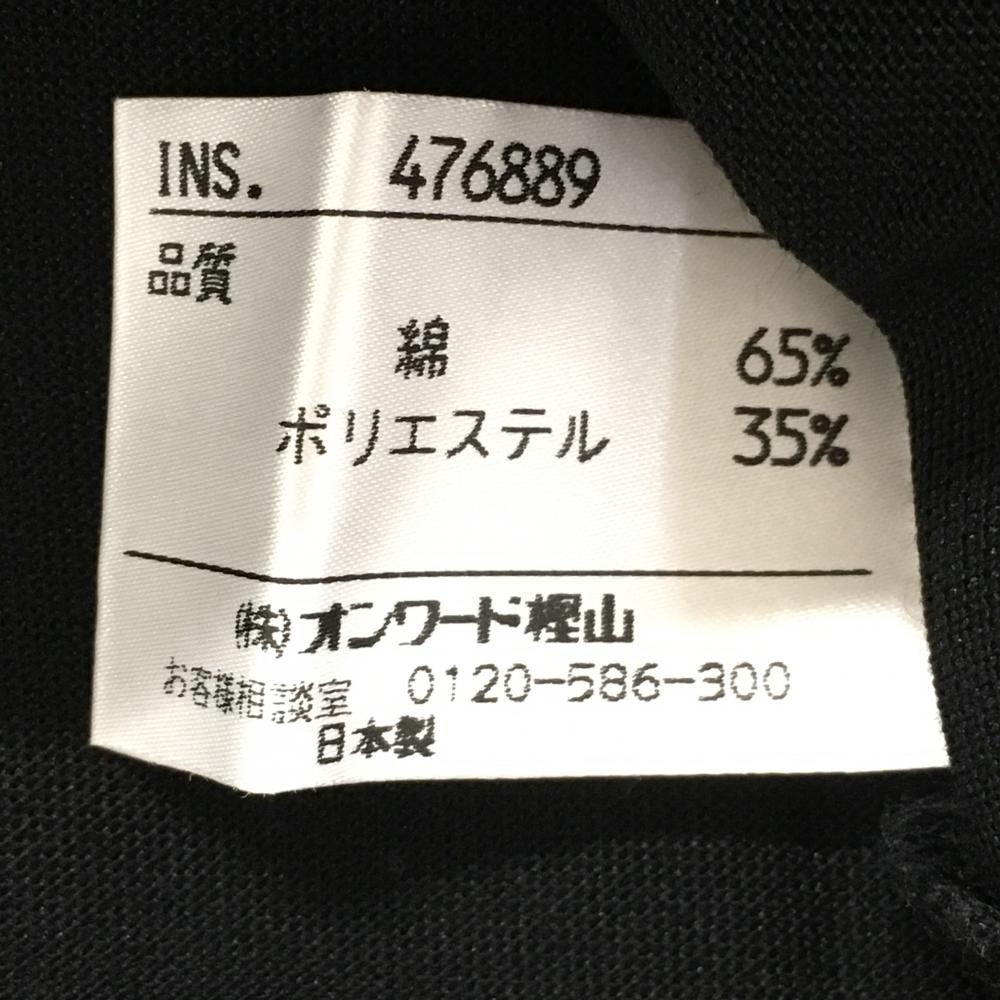 INS. 476889
品質
綿 65%
ポリエステル 35%
(株)オンワード樫山
お客様相談室 0120-586-300
日本製